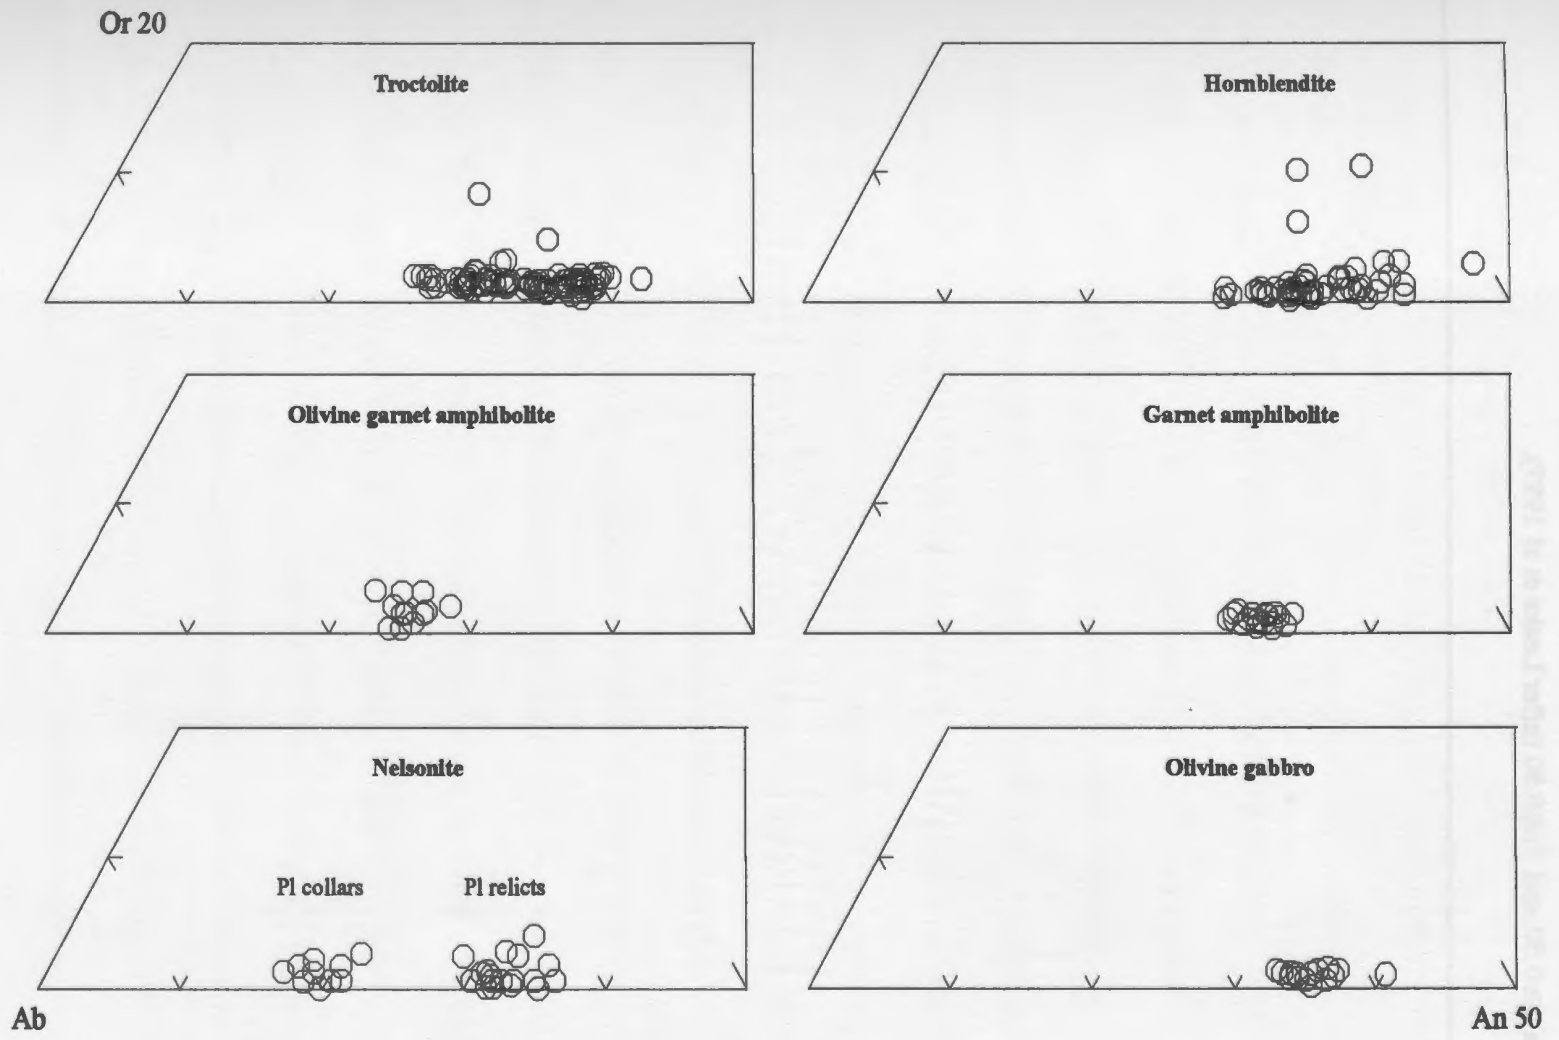 Or 20
Troctolite
Hornblendite
Olivine garnet amphibolite
Garnet amphibolite
Nelsonite
Olivine gabbro
Pl collars
Pl relicts
Ab
An 50